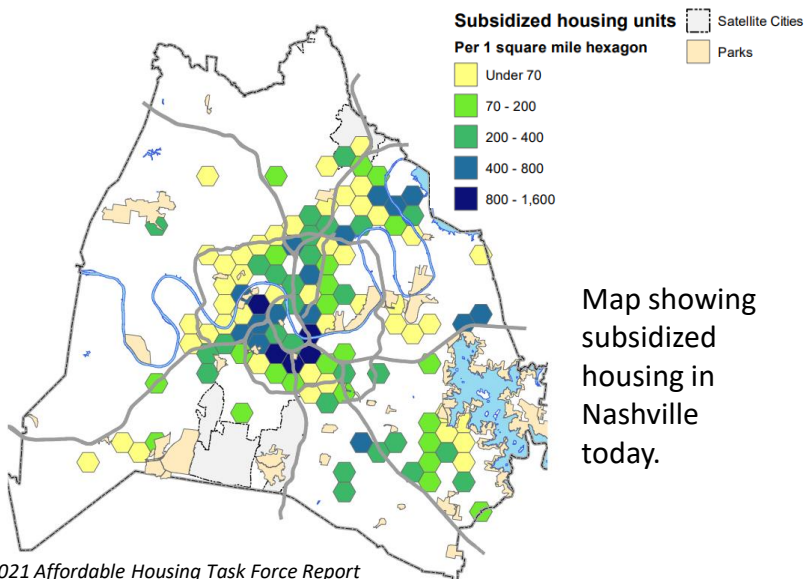 Subsidized housing units
Per 1 square mile hexagon
Under 70
70 - 200
200 - 400
400 - 800
800 - 1,600
Satellite Cities
Parks
Map showing
subsidized
housing in
Nashville
today.
021 Affordable Housing Task Force Report